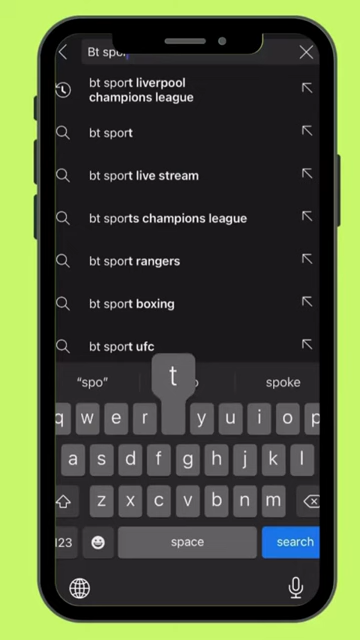 Bt spor
bt sport liverpool
champions league
bt sport
bt sport live stream
bt sports champions league
bt sport rangers
bt sport boxing
bt sport ufc
"spo" spoke
t
q w e r y u i o p
a s d f g h j k l
z x c v b n m
123 space search